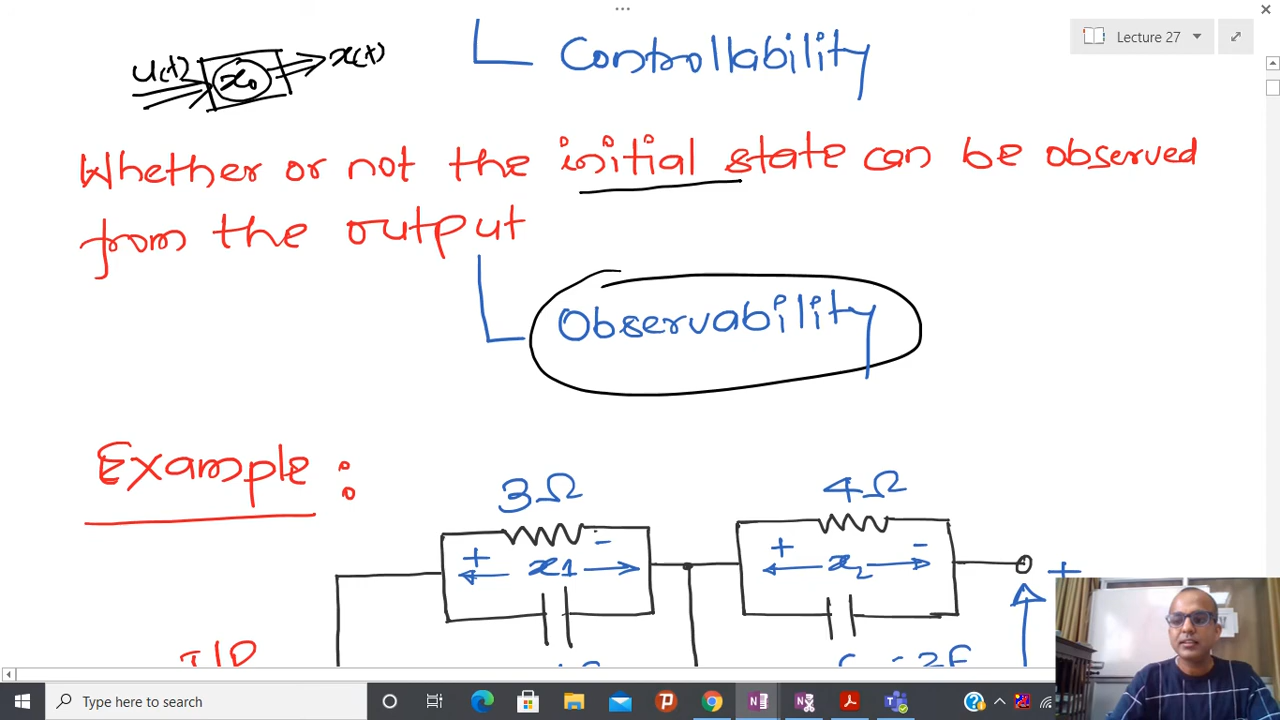 Lecture 27
Controllability
u(t) x0 x(t)
Whether or not the initial state can be observed
from the output
Observability
Example :
3Ω 4Ω
+ x1 - + x2 -
+
I/P
= 2F
Type here to search